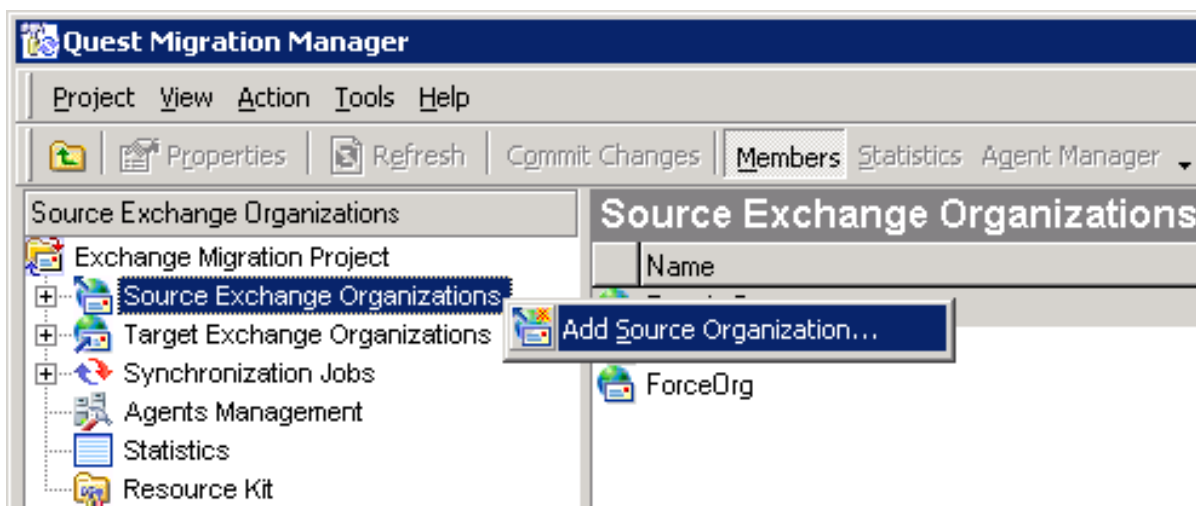 Quest Migration Manager
Project View Action Tools Help
Properties Refresh Commit Changes Members Statistics Agent Manager
Source Exchange Organizations
Source Exchange Organizations
Exchange Migration Project
Name
Source Exchange Organizations
Add Source Organization...
Target Exchange Organizations
Synchronization Jobs
ForceOrg
Agents Management
Statistics
Resource Kit